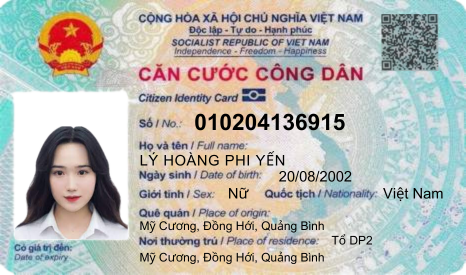 CỘNG HÒA XÃ HỘI CHỦ NGHĨA VIỆT NAM
Độc lập - Tự do - Hạnh phúc
SOCIALIST REPUBLIC OF VIET NAM
Independence - Freedom - Happiness
CĂN CƯỚC CÔNG DÂN
Citizen Identity Card
Số / No.: 010204136915
Họ và tên / Full name:
LÝ HOÀNG PHI YẾN
Ngày sinh / Date of birth: 20/08/2002
Giới tính / Sex: Nữ Quốc tịch / Nationality: Việt Nam
Quê quán / Place of origin:
Mỹ Cương, Đồng Hới, Quảng Bình
Nơi thường trú / Place of residence: Tổ DP2
Mỹ Cương, Đồng Hới, Quảng Bình
Có giá trị đến:
Date of expiry